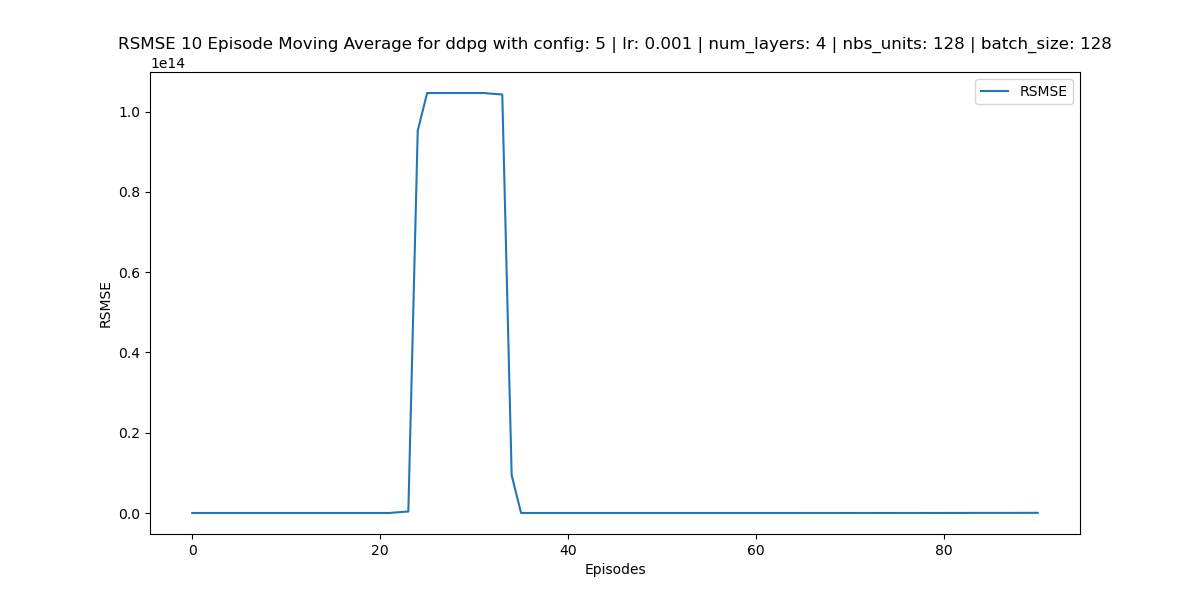 RSMSE 10 Episode Moving Average for ddpg with config: 5 | lr: 0.001 | num_layers: 4 | nbs_units: 128 | batch_size: 128
1e14
RSMSE
1.0
0.8
0.6
0.4
0.2
0.0
RSMSE
0 20 40 60 80
Episodes